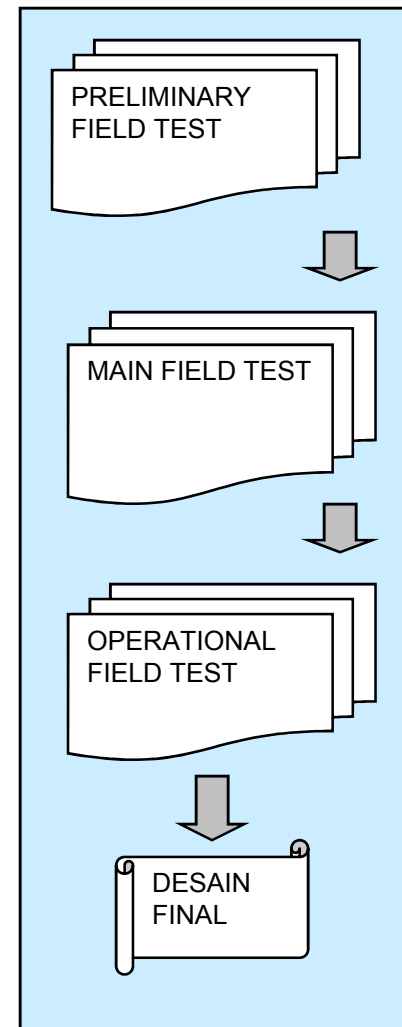 PRELIMINARY
FIELD TEST
MAIN FIELD TEST
OPERATIONAL
FIELD TEST
DESAIN
FINAL